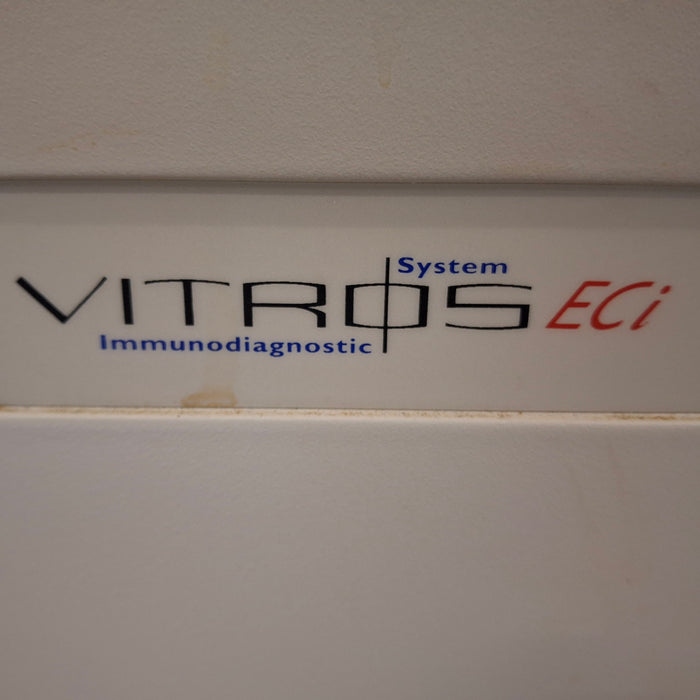 System
VITROS ECi
Immunodiagnostic